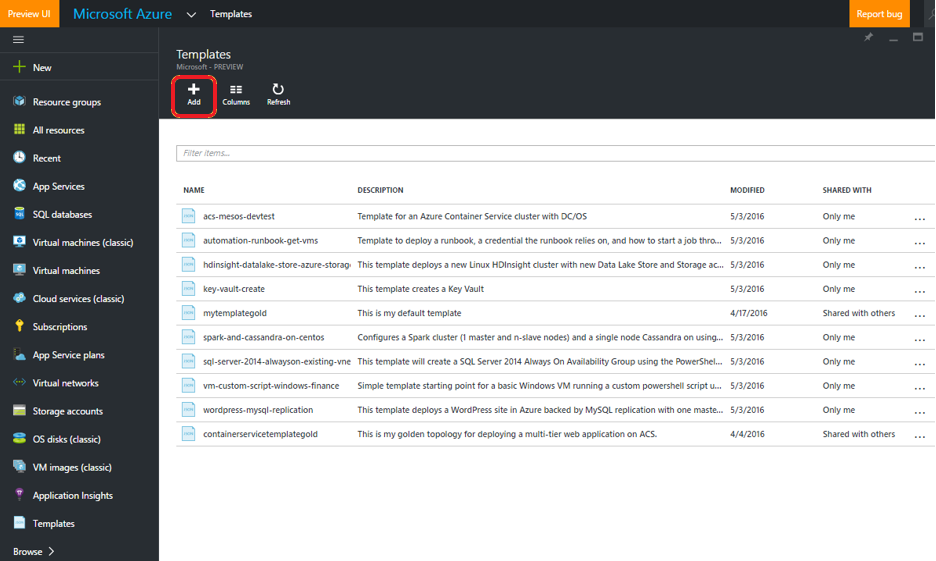 Preview UI
Microsoft Azure
Templates
Report bug
New
Resource groups
All resources
Recent
App Services
SQL databases
Virtual machines (classic)
Virtual machines
Cloud services (classic)
Subscriptions
App Service plans
Virtual networks
Storage accounts
OS disks (classic)
VM images (classic)
Application Insights
Templates
Browse
Templates
Microsoft - PREVIEW
Add Columns Refresh
Filter items...
NAME DESCRIPTION MODIFIED SHARED WITH
acs-mesos-devtest Template for an Azure Container Service cluster with DC/OS 5/3/2016 Only me ...
automation-runbook-get-vms Template to deploy a runbook, a credential the runbook relies on, and how to start a job thro... 5/3/2016 Only me ...
hdinsight-datalake-store-azure-storage This template deploys a new Linux HDInsight cluster with new Data Lake Store and Storage ac... 5/3/2016 Only me ...
key-vault-create This template creates a Key Vault 5/3/2016 Only me ...
mytemplategold This is my default template 4/17/2016 Shared with others ...
spark-and-cassandra-on-centos Configures a Spark cluster (1 master and n-slave nodes) and a single node Cassandra on using... 5/3/2016 Only me ...
sql-server-2014-alwayson-existing-vne This template will create a SQL Server 2014 Always On Availability Group using the PowerShel... 5/3/2016 Only me ...
vm-custom-script-windows-finance Simple template starting point for a basic Windows VM running a custom powershell script u... 5/3/2016 Only me ...
wordpress-mysql-replication This template deploys a WordPress site in Azure backed by MySQL replication with one maste... 5/3/2016 Only me ...
containerservicetemplategold This is my golden topology for deploying a multi-tier web application on ACS. 4/4/2016 Shared with others ...